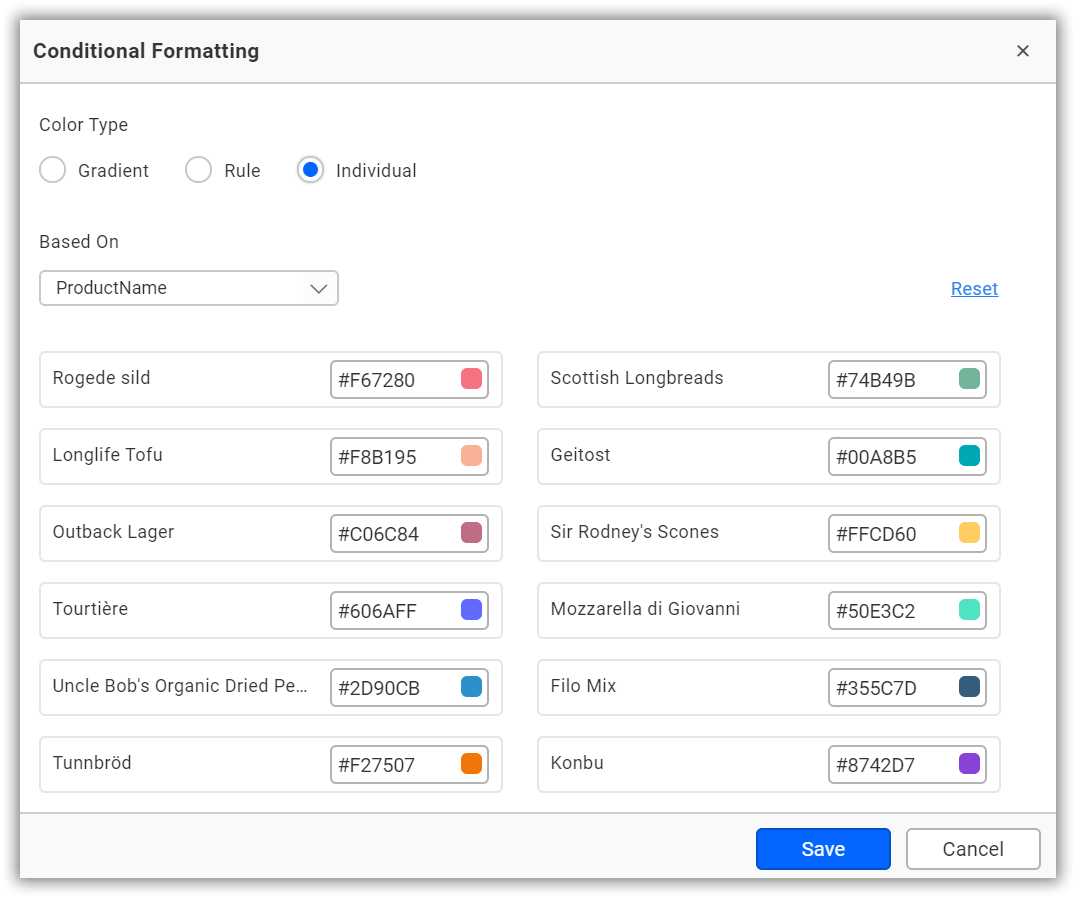 Conditional Formatting
Color Type
Gradient Rule Individual
Based On
ProductName Reset
Rogede sild #F67280 Scottish Longbreads #74B49B
Longlife Tofu #F8B195 Geitost #00A8B5
Outback Lager #C06C84 Sir Rodney's Scones #FFCD60
Tourtière #606AFF Mozzarella di Giovanni #50E3C2
Uncle Bob's Organic Dried Pe... #2D90CB Filo Mix #355C7D
Tunnbröd #F27507 Konbu #8742D7
Save Cancel